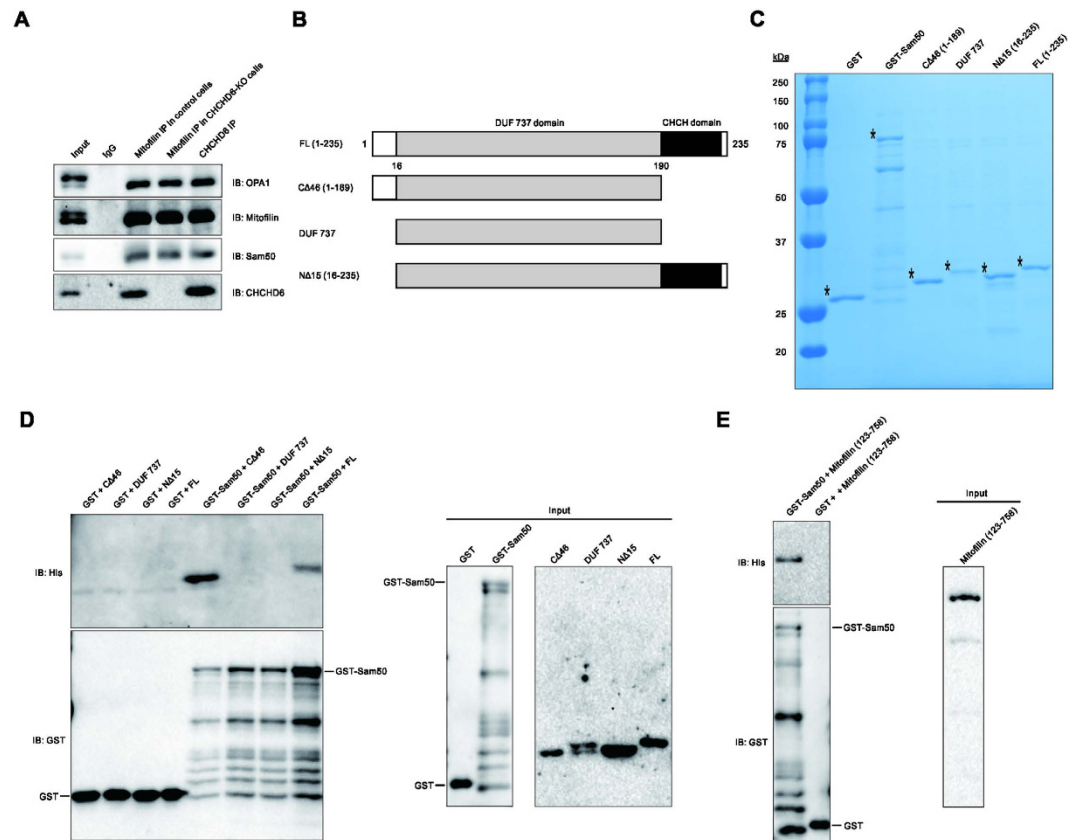 A
Input
IgG
Mitofilin IP in control cells
Mitofilin IP in CHCHD6-KO cells
CHCHD6 IP
IB: OPA1
IB: Mitofilin
IB: Sam50
IB: CHCHD6
B
DUF 737 domain
CHCH domain
FL (1-235)
1
235
16
190
CΔ46 (1-189)
DUF 737
NΔ15 (16-235)
C
kDa
GST
GST-Sam50
CΔ46 (1-189)
DUF 737
NΔ15 (16-235)
FL (1-235)
250
150
100
75
50
37
25
20
*
*
*
*
*
*
D
GST + CΔ46
GST + DUF 737
GST + NΔ15
GST + FL
GST-Sam50 + CΔ46
GST-Sam50 + DUF 737
GST-Sam50 + NΔ15
GST-Sam50 + FL
IB: His
GST-Sam50
IB: GST
GST
Input
GST
GST-Sam50
CΔ46
DUF 737
NΔ15
FL
GST-Sam50
GST
E
GST-Sam50 + Mitofilin (123-758)
GST + + Mitofilin (123-758)
IB: His
GST-Sam50
IB: GST
GST
Input
Mitofilin (123-758)